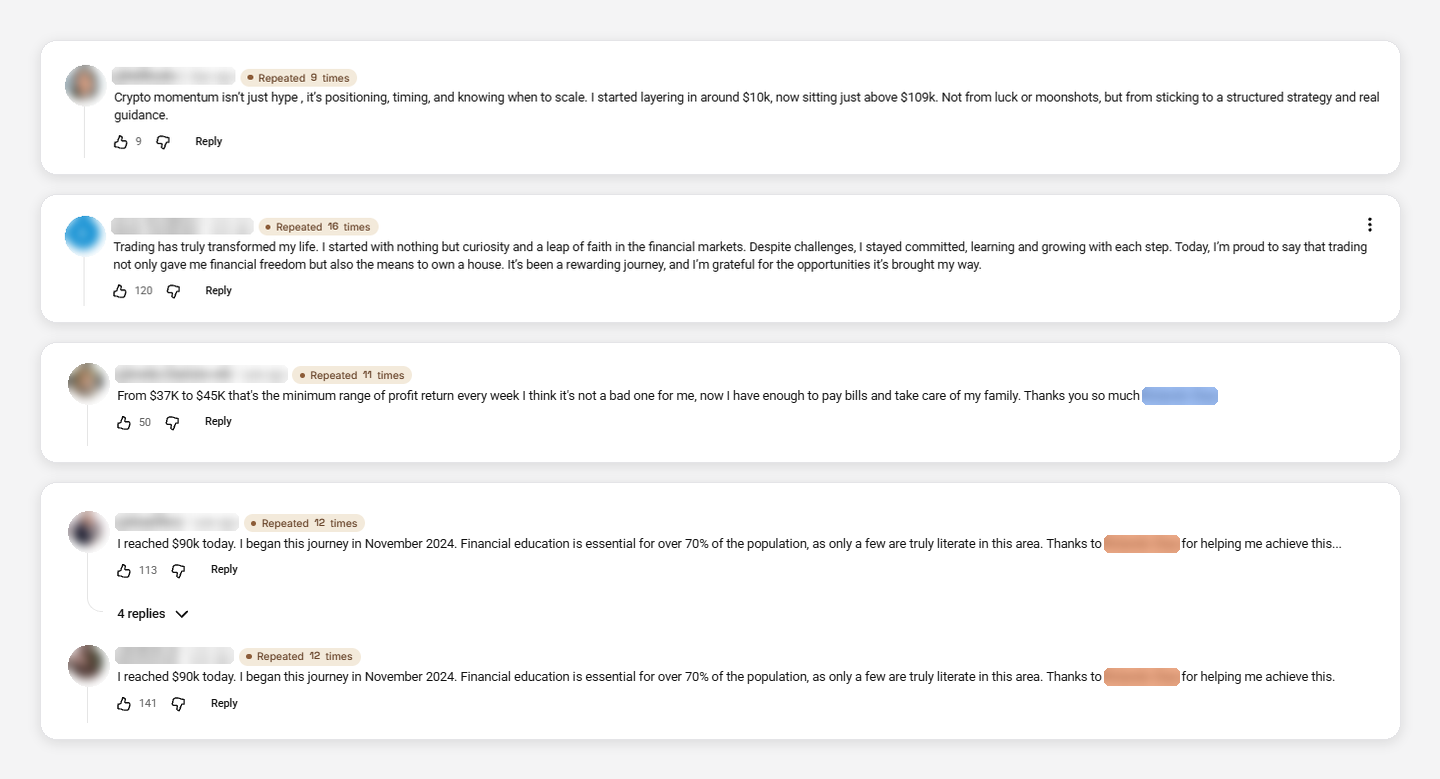 Repeated 9 times
Crypto momentum isn't just hype , it's positioning, timing, and knowing when to scale. I started layering in around $10k, now sitting just above $109k. Not from luck or moonshots, but from sticking to a structured strategy and real
guidance.
9 Reply
Repeated 16 times
Trading has truly transformed my life. I started with nothing but curiosity and a leap of faith in the financial markets. Despite challenges, I stayed committed, learning and growing with each step. Today, I'm proud to say that trading
not only gave me financial freedom but also the means to own a house. It's been a rewarding journey, and I'm grateful for the opportunities it's brought my way.
120 Reply
Repeated 11 times
From $37K to $45K that's the minimum range of profit return every week I think it's not a bad one for me, now I have enough to pay bills and take care of my family. Thanks you so much
50 Reply
Repeated 12 times
I reached $90k today. I began this journey in November 2024. Financial education is essential for over 70% of the population, as only a few are truly literate in this area. Thanks to for helping me achieve this...
113 Reply
4 replies
Repeated 12 times
I reached $90k today. I began this journey in November 2024. Financial education is essential for over 70% of the population, as only a few are truly literate in this area. Thanks to for helping me achieve this.
141 Reply